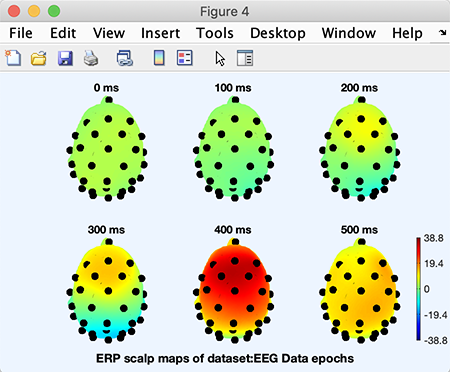 Figure 4
File Edit View Insert Tools Desktop Window Help
0 ms 100 ms 200 ms
300 ms 400 ms 500 ms
38.8
19.4
0
-19.4
-38.8
ERP scalp maps of dataset:EEG Data epochs